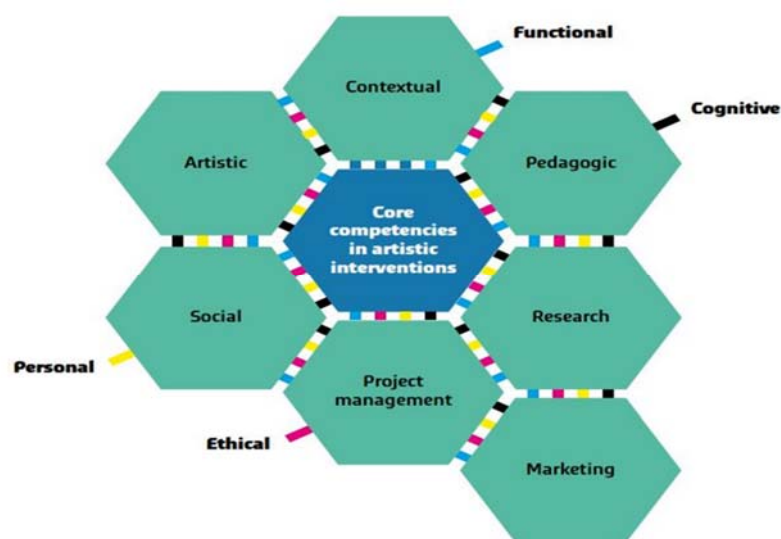 Functional
Contextual
Cognitive
Artistic
Pedagogic
Core
competencies
in artistic
interventions
Social
Research
Personal
Project
management
Ethical
Marketing